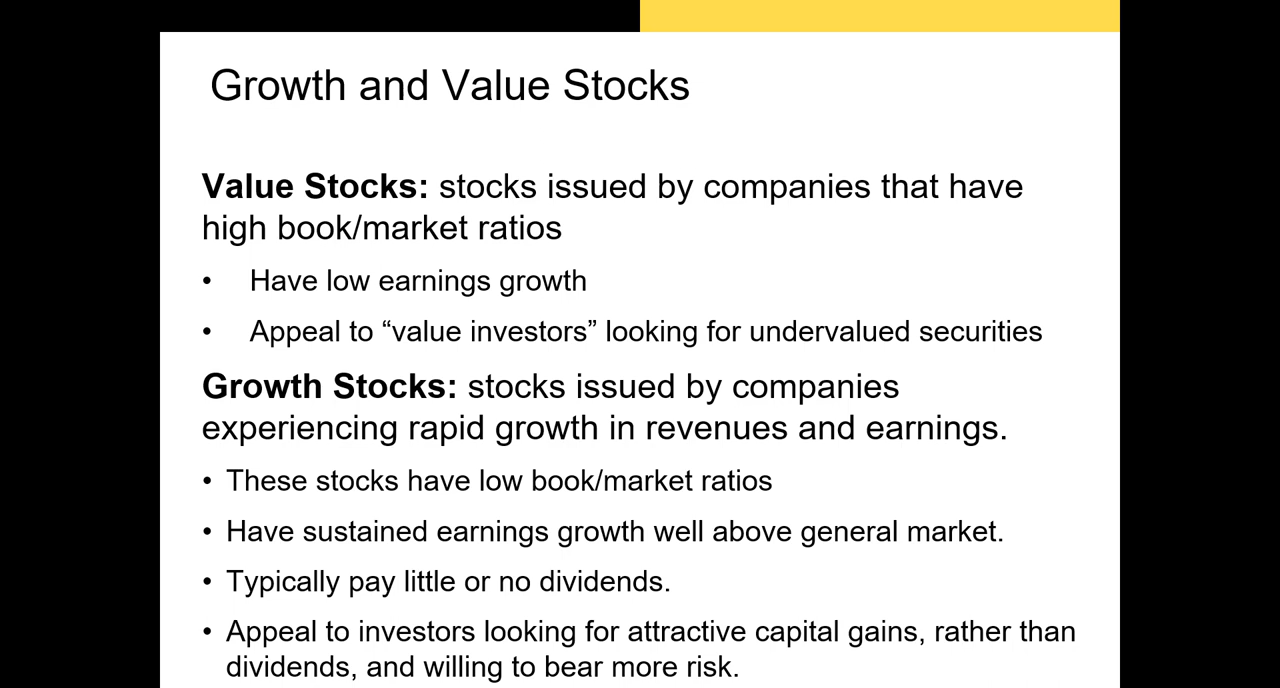 Growth and Value Stocks
Value Stocks: stocks issued by companies that have
high book/market ratios
• Have low earnings growth
• Appeal to “value investors” looking for undervalued securities
Growth Stocks: stocks issued by companies
experiencing rapid growth in revenues and earnings.
• These stocks have low book/market ratios
• Have sustained earnings growth well above general market.
• Typically pay little or no dividends.
• Appeal to investors looking for attractive capital gains, rather than
dividends, and willing to bear more risk.